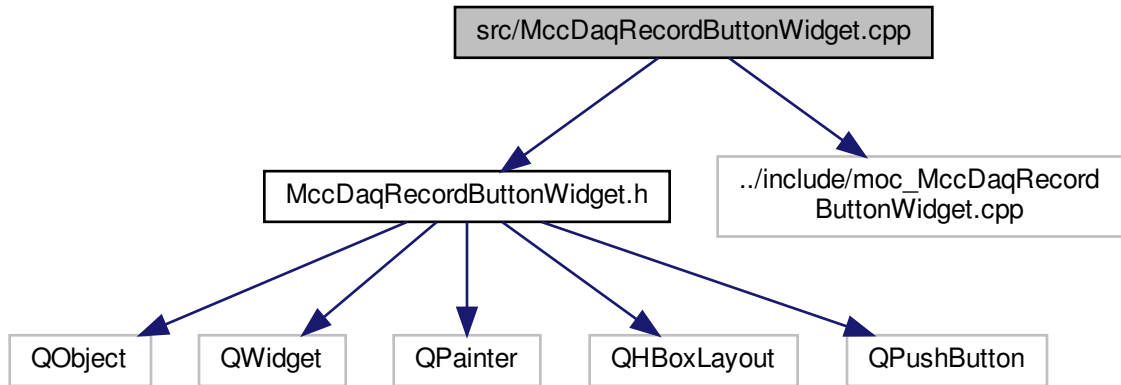 src/MccDaqRecordButtonWidget.cpp
MccDaqRecordButtonWidget.h
../include/moc_MccDaqRecord
ButtonWidget.cpp
QObject
QWidget
QPainter
QHBoxLayout
QPushButton